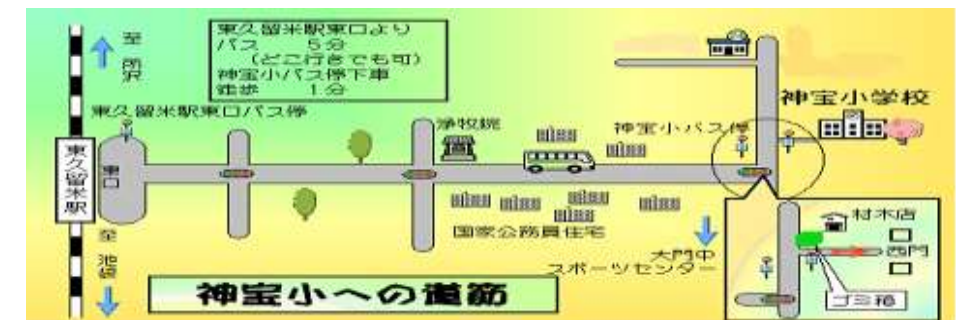 東久留米駅東口より
バス 5分
(どこ行きでも可)
神宝小バス停下車
徒歩 1分
至 所沢
東久留米駅東口バス停
東久留米駅
東口
至 池袋
浄牧院
神宝小バス停
神宝小学校
国家公務員住宅
大門中
スポーツセンター
材木店
西門
ゴミ箱
神宝小への道筋